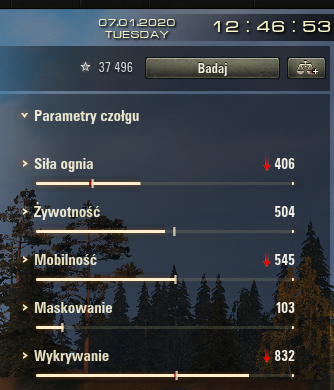 07.01.2020
TUESDAY
12:46:53
37 496
Badaj
Parametry czołgu
Siła ognia 406
Żywotność 504
Mobilność 545
Maskowanie 103
Wykrywanie 832